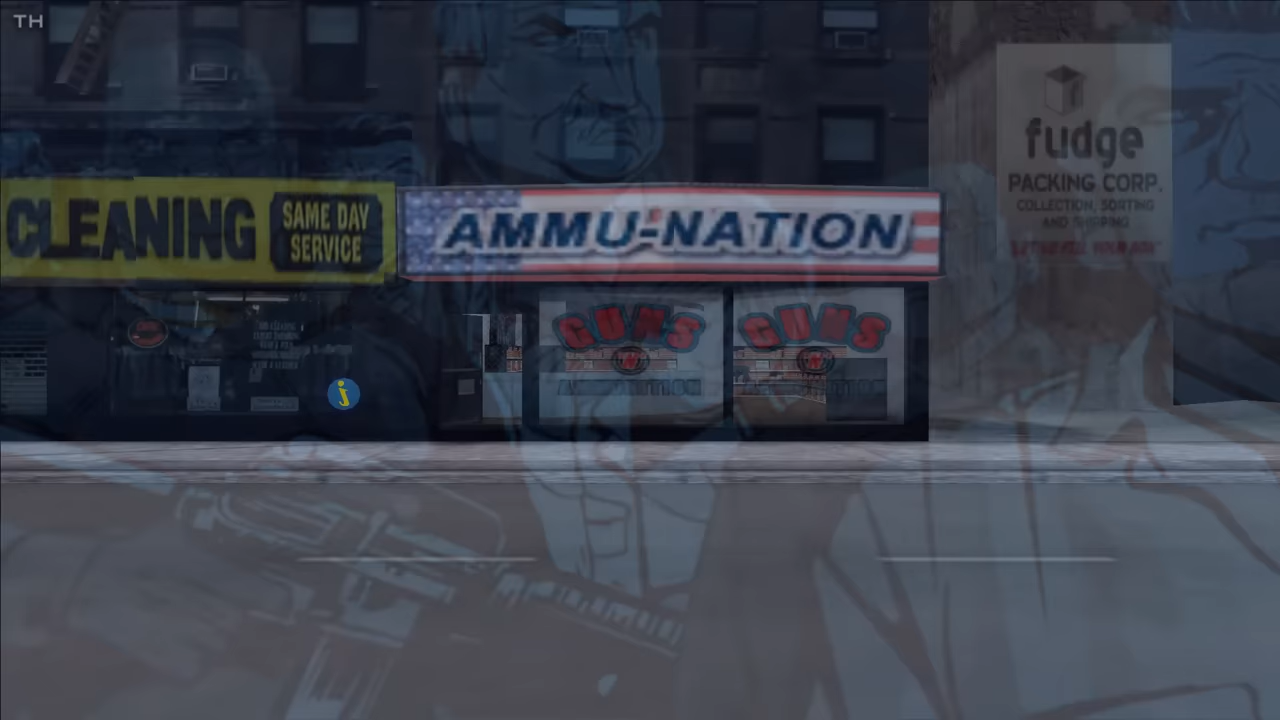 TH
CLEANING
SAME DAY
SERVICE
AMMU-NATION
fudge
PACKING CORP.
COLLECTION, SORTING
AND SHIPPING
GUNS
GUNS